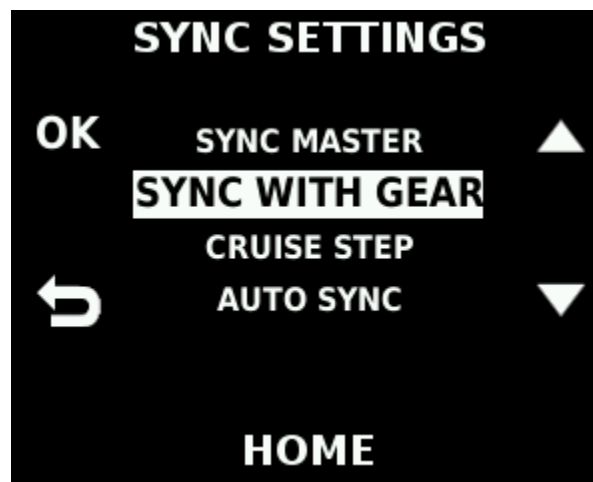 SYNC SETTINGS
OK
SYNC MASTER
SYNC WITH GEAR
CRUISE STEP
AUTO SYNC
HOME